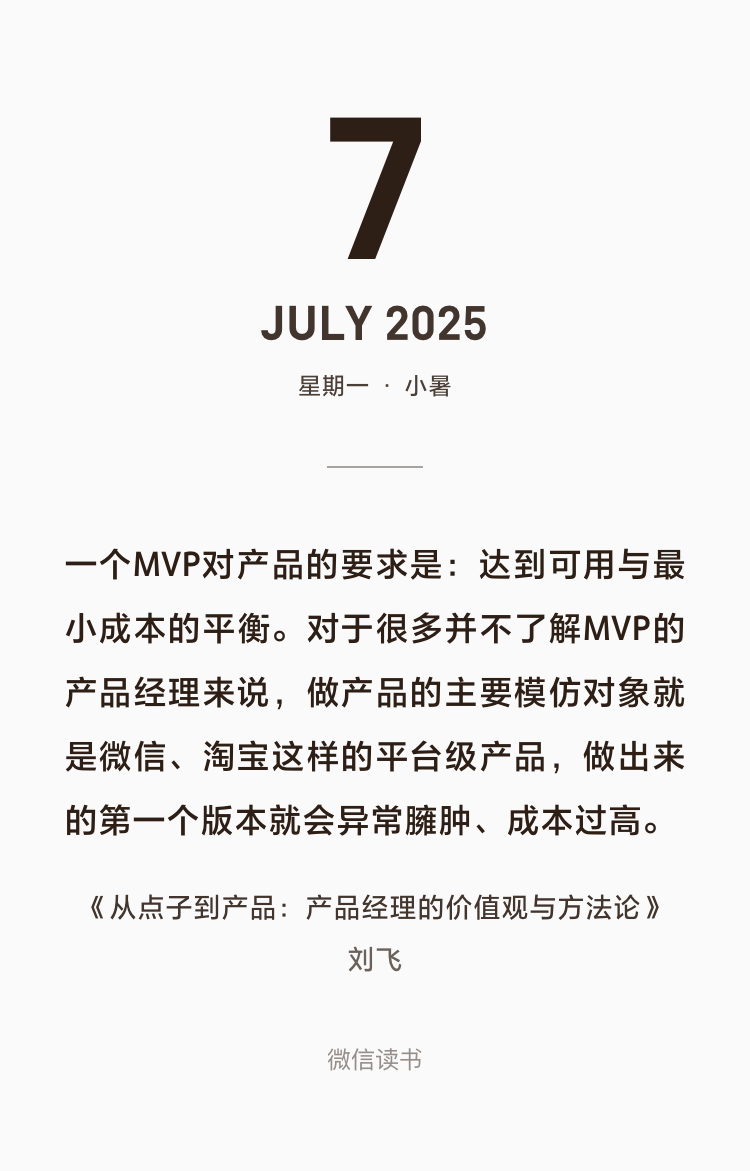 7
JULY 2025
星期一 · 小暑
一个MVP对产品的要求是：达到可用与最
小成本的平衡。对于很多并不了解MVP的
产品经理来说，做产品的主要模仿对象就
是微信、淘宝这样的平台级产品，做出来
的第一个版本就会异常臃肿、成本过高。
《从点子到产品：产品经理的价值观与方法论》
刘飞
微信读书